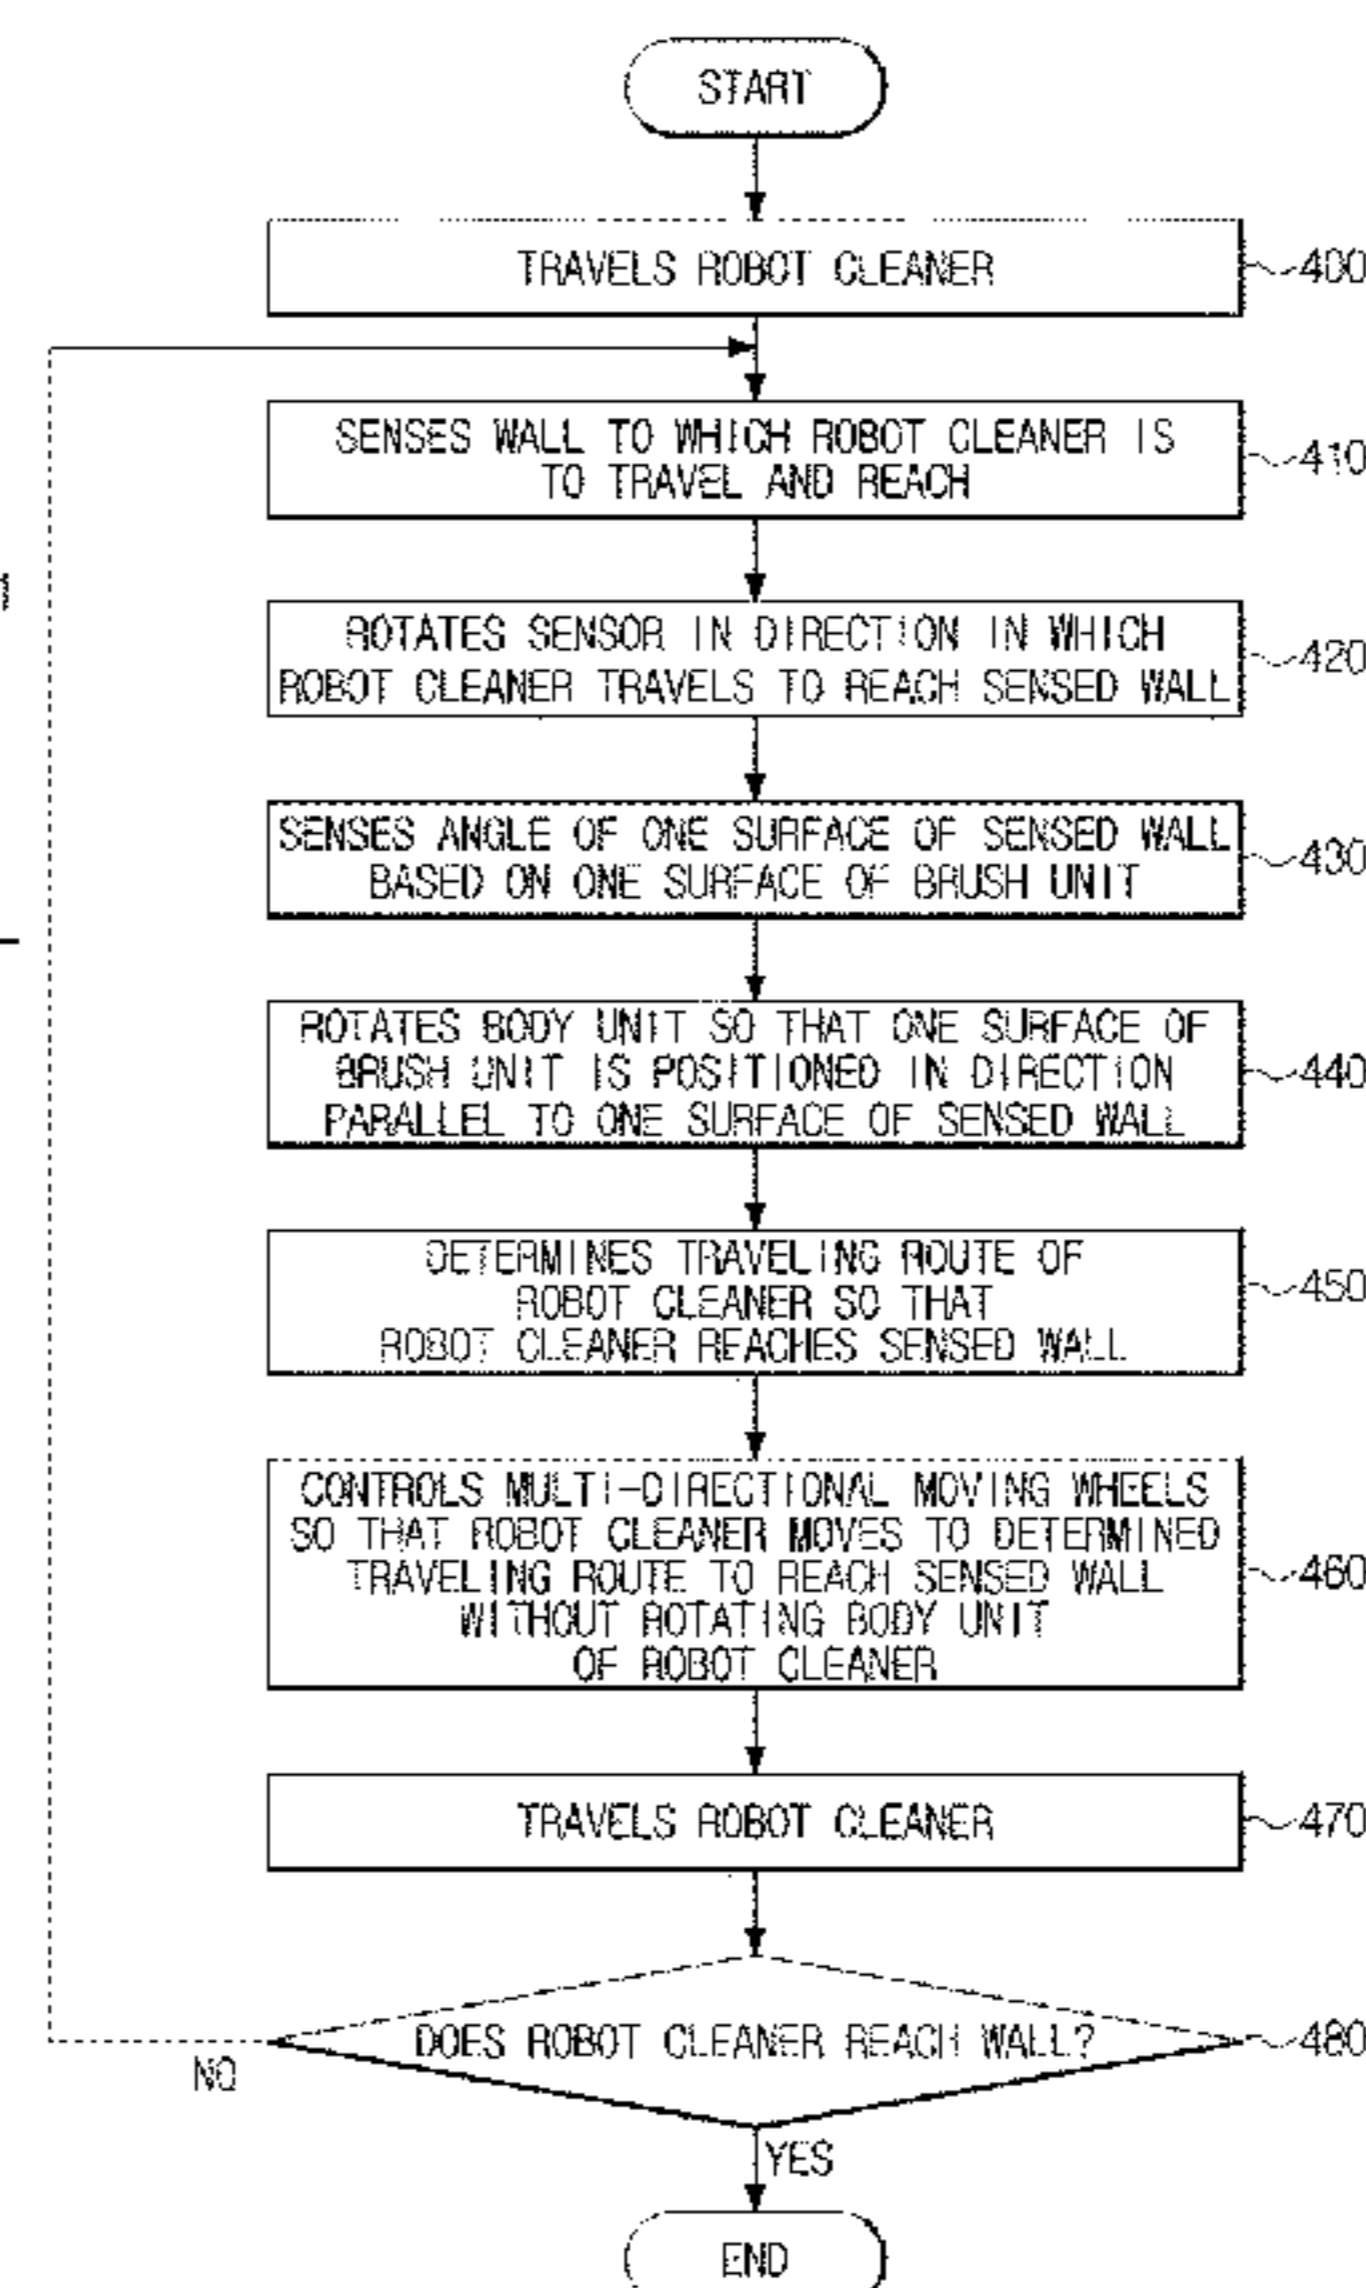 START
TRAVELS ROBOT CLEANER
400
SENSES WALL TO WHICH ROBOT CLEANER IS
TO TRAVEL AND REACH
410
ROTATES SENSOR IN DIRECTION IN WHICH
ROBOT CLEANER TRAVELS TO REACH SENSED WALL
420
SENSES ANGLE OF ONE SURFACE OF SENSED WALL
BASED ON ONE SURFACE OF BRUSH UNIT
430
ROTATES BODY UNIT SO THAT ONE SURFACE OF
BRUSH UNIT IS POSITIONED IN DIRECTION
PARALLEL TO ONE SURFACE OF SENSED WALL
440
DETERMINES TRAVELING ROUTE OF
ROBOT CLEANER SO THAT
ROBOT CLEANER REACHES SENSED WALL
450
CONTROLS MULTI-DIRECTIONAL MOVING WHEELS
SO THAT ROBOT CLEANER MOVES TO DETERMINED
TRAVELING ROUTE TO REACH SENSED WALL
WITHOUT ROTATING BODY UNIT
OF ROBOT CLEANER
460
TRAVELS ROBOT CLEANER
470
DOES ROBOT CLEANER REACH WALL?
480
NO
YES
END